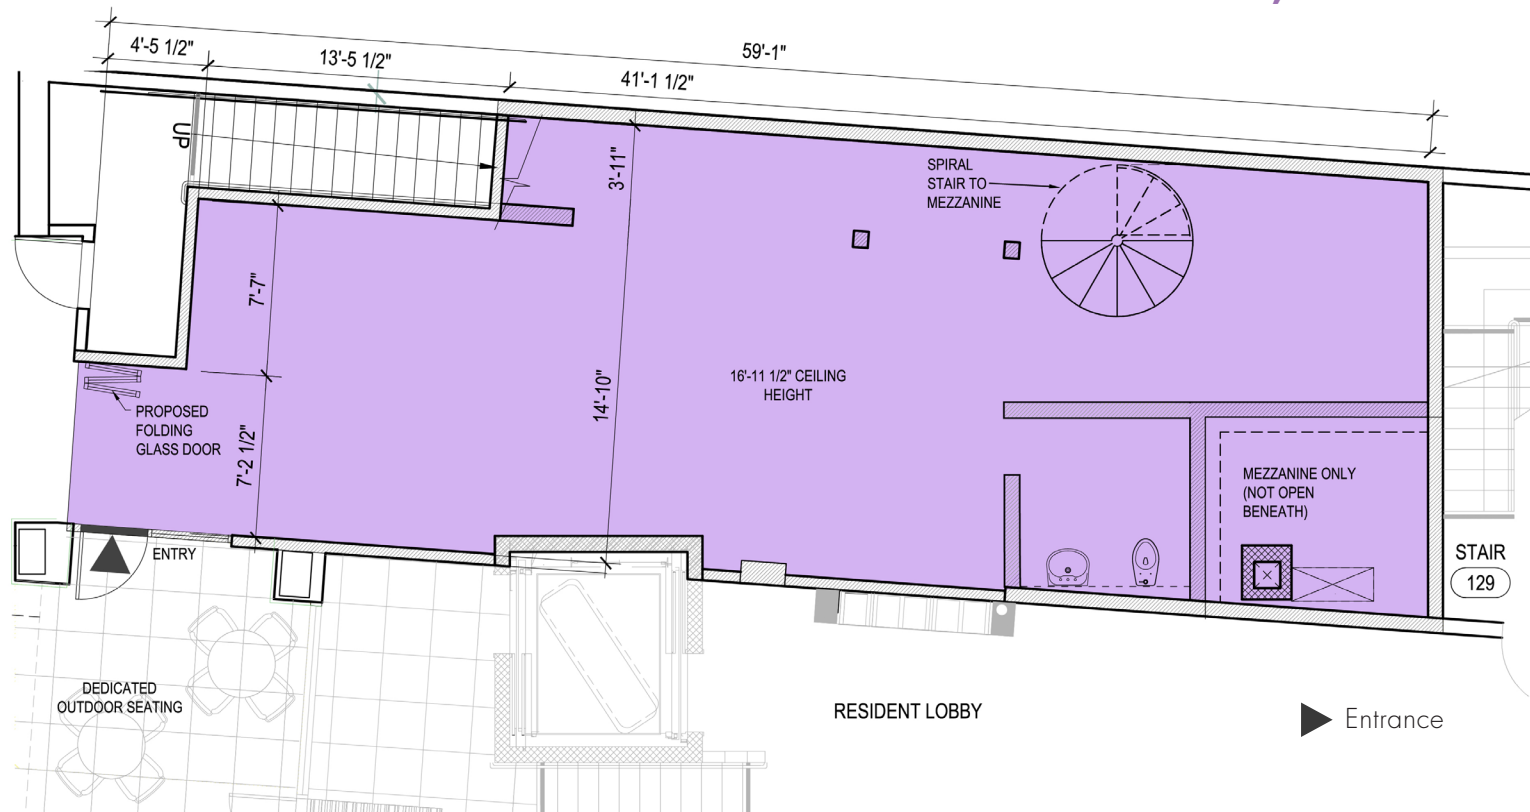 59'-1"
4'-5 1/2"
13'-5 1/2"
41'-1 1/2"
UP
3'-11"
SPIRAL
STAIR TO
MEZZANINE
7'-7"
16'-11 1/2" CEILING
HEIGHT
14'-10"
PROPOSED
FOLDING
GLASS DOOR
7'-2 1/2"
MEZZANINE ONLY
(NOT OPEN
BENEATH)
ENTRY
STAIR
129
DEDICATED
OUTDOOR SEATING
RESIDENT LOBBY
Entrance